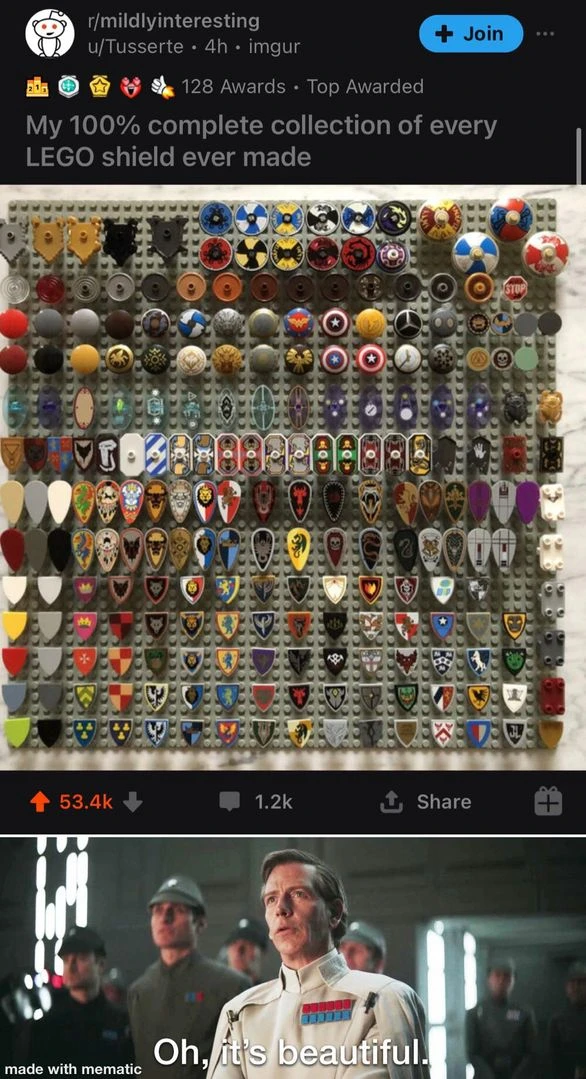 r/mildlyinteresting
u/Tusserte • 4h • imgur
Join
128 Awards • Top Awarded
My 100% complete collection of every
LEGO shield ever made
STOP
53.4k
1.2k
Share
Oh, it's beautiful.
made with mematic